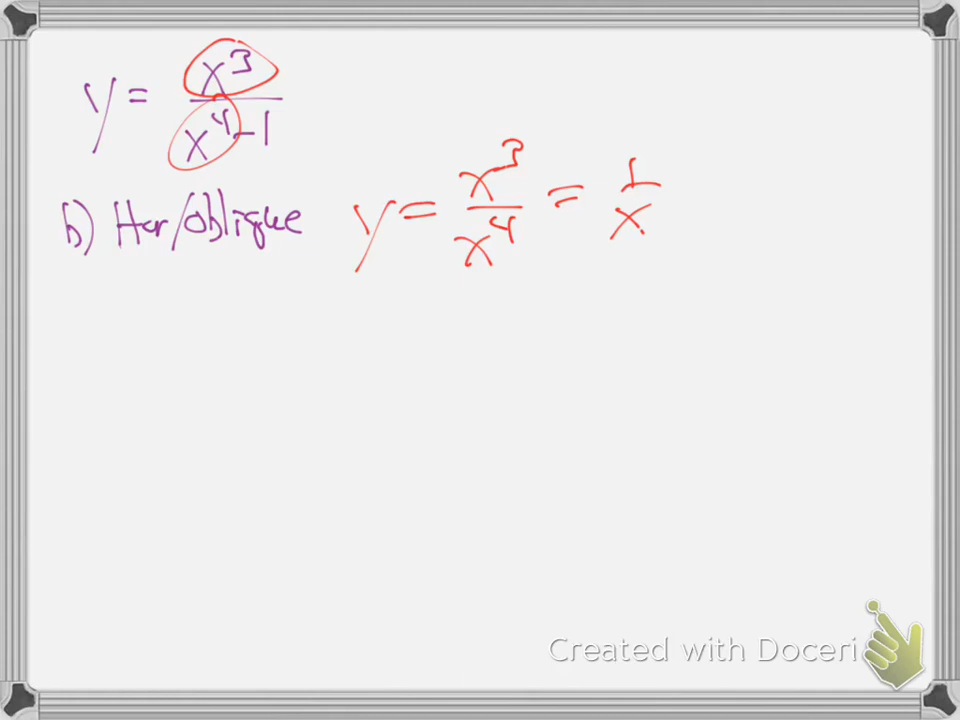 y = x³/(x⁴-1)
b) Hor/oblique y = x³/x⁴ = 1/x
Created with Doceri